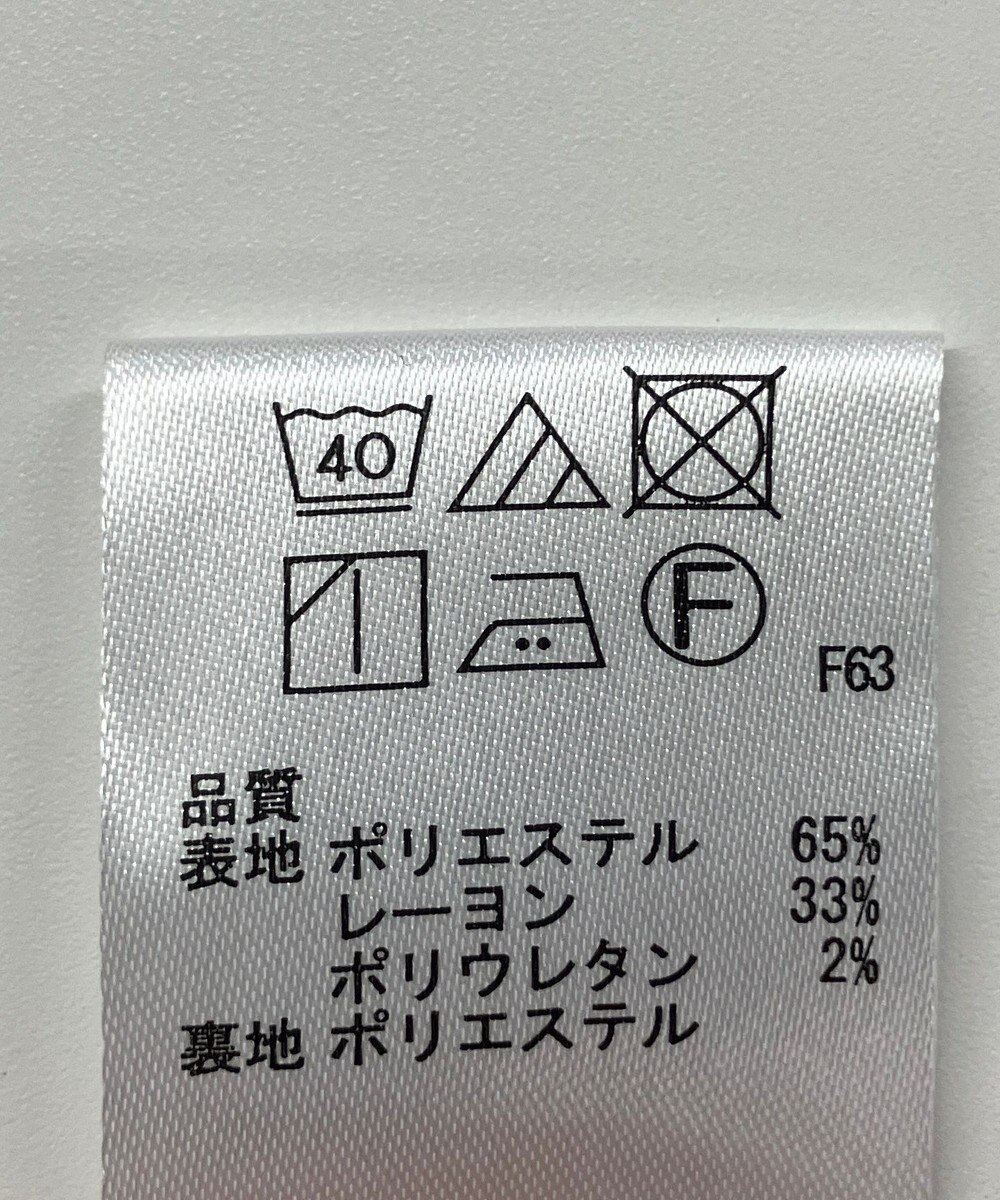 40
F
F63
品質
表地 ポリエステル 65%
レーヨン 33%
ポリウレタン 2%
裏地 ポリエステル